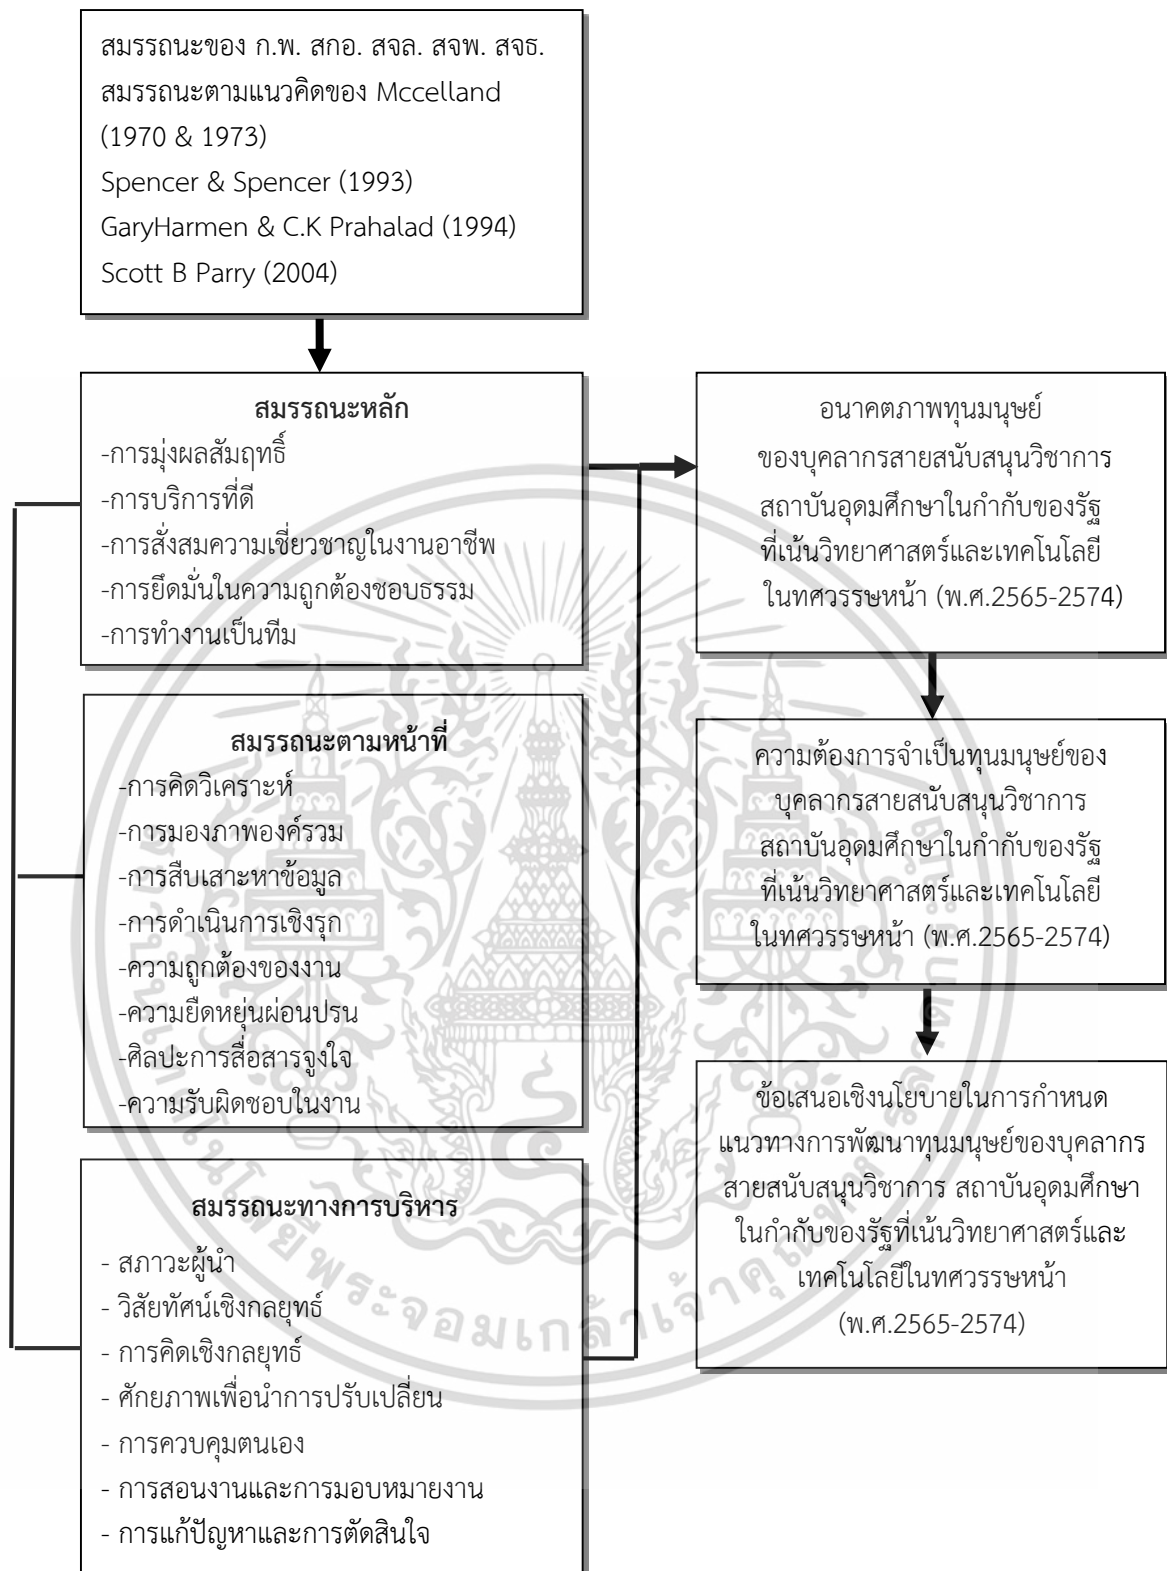 สมรรถนะของ ก.พ. สกอ. สจล. สจพ. สจธ.
สมรรถนะตามแนวคิดของ Mccelland
(1970 & 1973)
Spencer & Spencer (1993)
GaryHarmen & C.K Prahalad (1994)
Scott B Parry (2004)
สมรรถนะหลัก
-การมุ่งผลสัมฤทธิ์
-การบริการที่ดี
-การสั่งสมความเชี่ยวชาญในงานอาชีพ
-การยึดมั่นในความถูกต้องชอบธรรม
-การทำงานเป็นทีม
สมรรถนะตามหน้าที่
-การคิดวิเคราะห์
-การมองภาพองค์รวม
-การสืบเสาะหาข้อมูล
-การดำเนินการเชิงรุก
-ความถูกต้องของงาน
-ความยืดหยุ่นผ่อนปรน
-ศิลปะการสื่อสารจูงใจ
-ความรับผิดชอบในงาน
สมรรถนะทางการบริหาร
- สภาวะผู้นำ
- วิสัยทัศน์เชิงกลยุทธ์
- การคิดเชิงกลยุทธ์
- ศักยภาพเพื่อนำการปรับเปลี่ยน
- การควบคุมตนเอง
- การสอนงานและการมอบหมายงาน
- การแก้ปัญหาและการตัดสินใจ
อนาคตภาพทุนมนุษย์
ของบุคลากรสายสนับสนุนวิชาการ
สถาบันอุดมศึกษาในกำกับของรัฐ
ที่เน้นวิทยาศาสตร์และเทคโนโลยี
ในทศวรรษหน้า (พ.ศ.2565-2574)
ความต้องการจำเป็นทุนมนุษย์ของ
บุคลากรสายสนับสนุนวิชาการ
สถาบันอุดมศึกษาในกำกับของรัฐ
ที่เน้นวิทยาศาสตร์และเทคโนโลยี
ในทศวรรษหน้า (พ.ศ.2565-2574)
ข้อเสนอเชิงนโยบายในการกำหนด
แนวทางการพัฒนาทุนมนุษย์ของบุคลากร
สายสนับสนุนวิชาการ สถาบันอุดมศึกษา
ในกำกับของรัฐที่เน้นวิทยาศาสตร์และ
เทคโนโลยีในทศวรรษหน้า
(พ.ศ.2565-2574)
พระจอมเกล้าเจ้าคุณทหาร